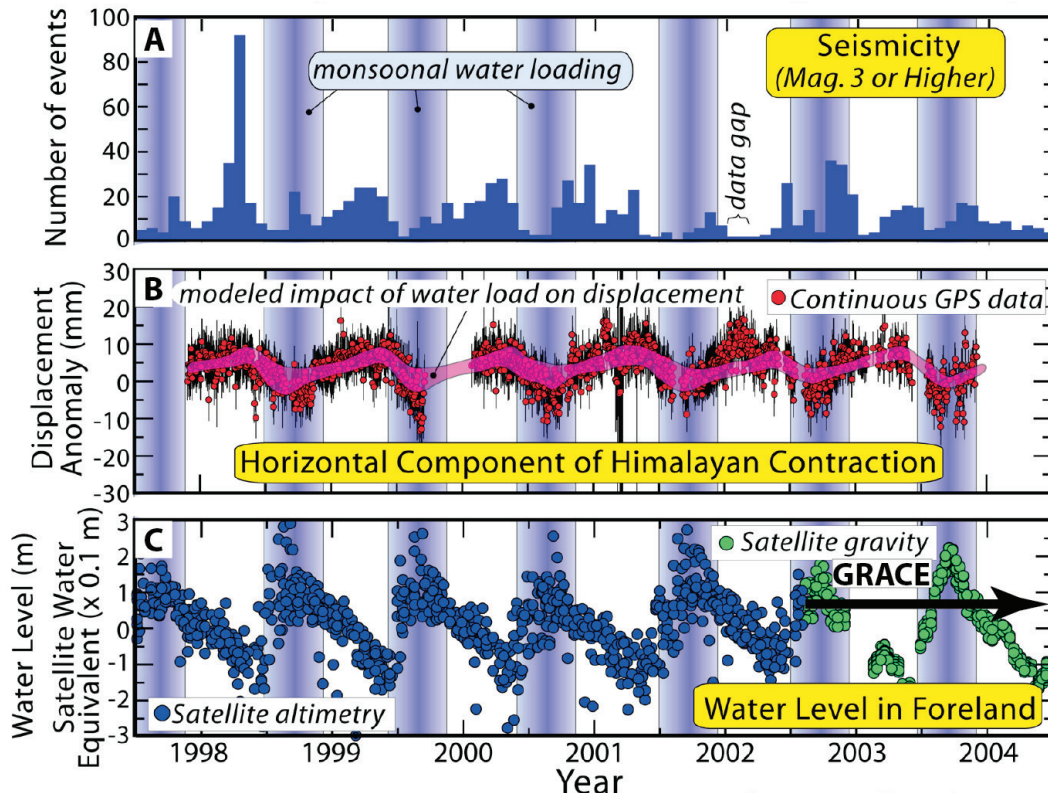 A
100
80
60
40
20
0
Number of events
monsoonal water loading
Seismicity
(Mag. 3 or Higher)
data gap
B
30
20
10
0
-10
-20
-30
Displacement
Anomaly (mm)
modeled impact of water load on displacement
Continuous GPS data
Horizontal Component of Himalayan Contraction
C
3
2
1
0
-1
-2
-3
Water Level (m)
Satellite Water
Equivalent (x 0.1 m)
Satellite gravity
GRACE
Satellite altimetry
Water Level in Foreland
1998 1999 2000 2001 2002 2003 2004
Year